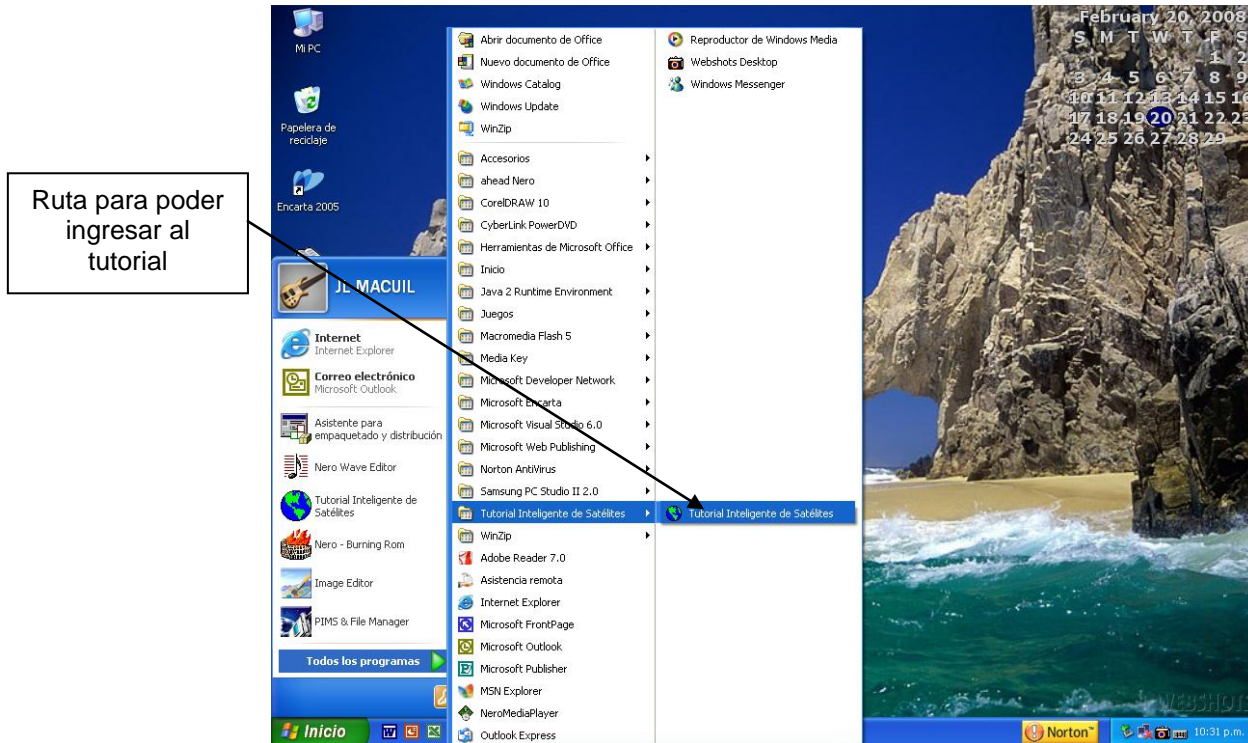 Ruta para poder
ingresar al
tutorial
Mi PC
Papelera de
reciclaje
Encarta 2005
JL MACUIL
Internet
Internet Explorer
Correo electrónico
Microsoft Outlook
Asistente para
empaquetado y distribución
Nero Wave Editor
Tutorial Inteligente de
Satélites
Nero - Burning Rom
Image Editor
PIMS & File Manager
Todos los programas
Inicio
Abrir documento de Office
Nuevo documento de Office
Windows Catalog
Windows Update
WinZip
Accesorios
ahead Nero
CorelDRAW 10
CyberLink PowerDVD
Herramientas de Microsoft Office
Inicio
Java 2 Runtime Environment
Juegos
Macromedia Flash 5
Media Key
Microsoft Developer Network
Microsoft Encarta
Microsoft Visual Studio 6.0
Microsoft Web Publishing
Norton AntiVirus
Samsung PC Studio II 2.0
Tutorial Inteligente de Satélites
WinZip
Adobe Reader 7.0
Asistencia remota
Internet Explorer
Microsoft FrontPage
Microsoft Outlook
Microsoft Publisher
MSN Explorer
NeroMediaPlayer
Outlook Express
Reproductor de Windows Media
Webshots Desktop
Windows Messenger
Tutorial Inteligente de Satélites
February 20, 2008
S M T W T F S
1 2
3 4 5 6 7 8 9
10 11 12 13 14 15 16
17 18 19 20 21 22 23
24 25 26 27 28 29
WEBSHOTS
Norton™
10:31 p.m.